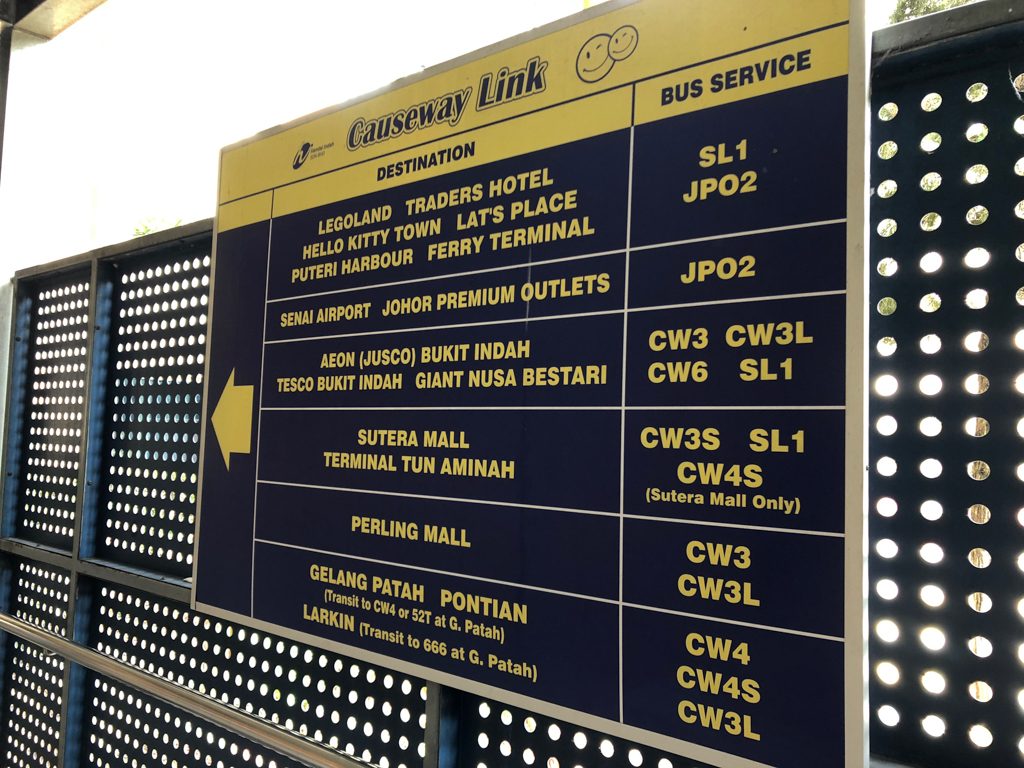 Causeway Link
DESTINATION
BUS SERVICE
LEGOLAND TRADERS HOTEL
HELLO KITTY TOWN LAT'S PLACE
PUTERI HARBOUR FERRY TERMINAL
SL1
JPO2
SENAI AIRPORT JOHOR PREMIUM OUTLETS
JPO2
AEON (JUSCO) BUKIT INDAH
TESCO BUKIT INDAH GIANT NUSA BESTARI
CW3 CW3L
CW6 SL1
SUTERA MALL
TERMINAL TUN AMINAH
CW3S SL1
CW4S
(Sutera Mall Only)
PERLING MALL
CW3
CW3L
GELANG PATAH PONTIAN
(Transit to CW4 or 52T at G. Patah)
LARKIN (Transit to 666 at G. Patah)
CW4
CW4S
CW3L